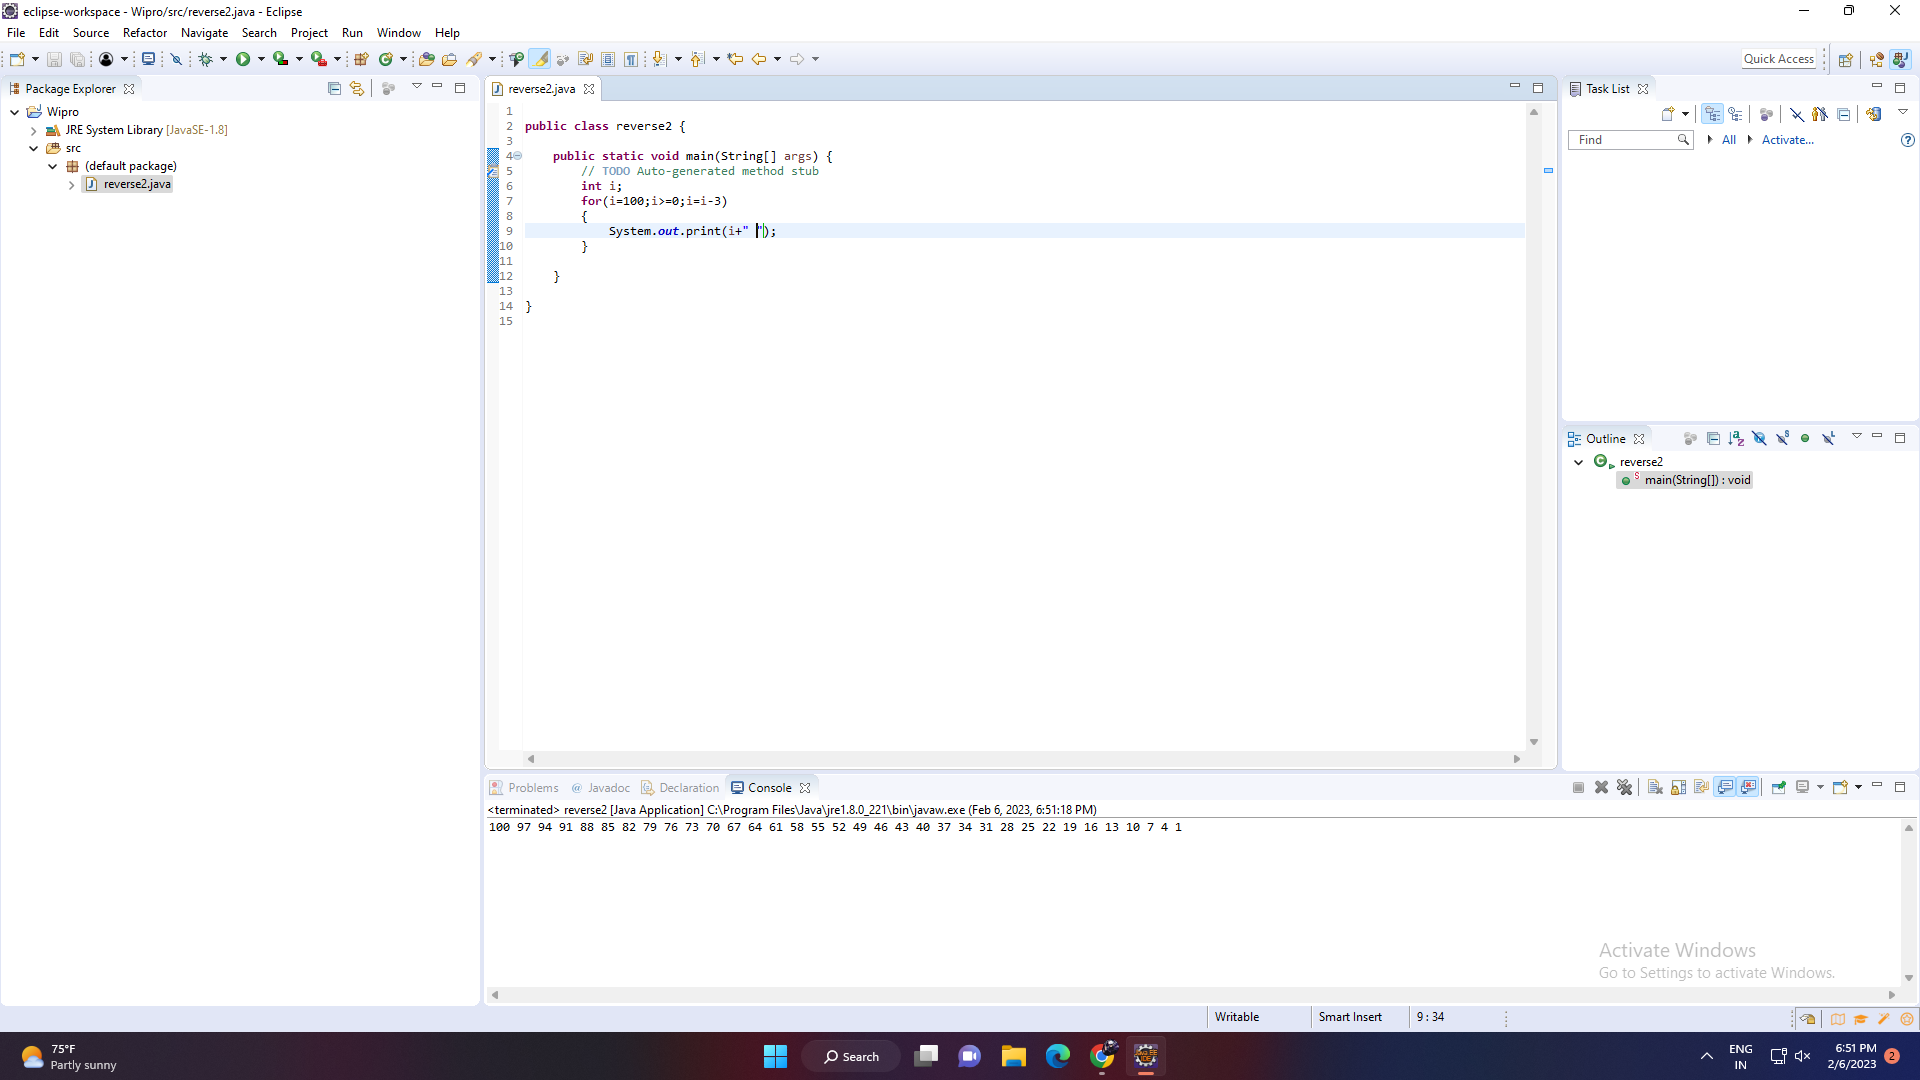 eclipse-workspace - Wipro/src/reverse2.java - Eclipse
File Edit Source Refactor Navigate Search Project Run Window Help
Quick Access
Package Explorer
Wipro
JRE System Library [JavaSE-1.8]
src
(default package)
reverse2.java
reverse2.java
1
2 public class reverse2 {
3
4 public static void main(String[] args) {
5 // TODO Auto-generated method stub
6 int i;
7 for(i=100;i>=0;i=i-3)
8 {
9 System.out.print(i+" ");
10 }
11
12 }
13
14 }
15
Task List
Find All Activate...
Outline
reverse2
main(String[]) : void
Problems @ Javadoc Declaration Console
<terminated> reverse2 [Java Application] C:\Program Files\Java\jre1.8.0_221\bin\javaw.exe (Feb 6, 2023, 6:51:18 PM)
100 97 94 91 88 85 82 79 76 73 70 67 64 61 58 55 52 49 46 43 40 37 34 31 28 25 22 19 16 13 10 7 4 1
Activate Windows
Go to Settings to activate Windows.
Writable Smart Insert 9 : 34
75°F
Partly sunny
Search
ENG
IN
6:51 PM
2/6/2023
2